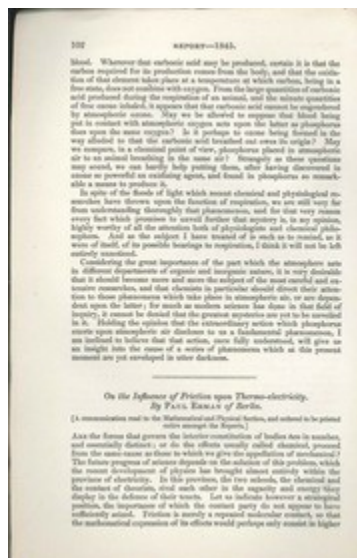 102 REPORT—1845.
blood. Wherever that carbonic acid may be produced, certain it is that the
carbon required for its production comes from the body, and that the oxida-
tion of that element takes place at a temperature at which carbon, being in a
free state, does not combine with oxygen. From the large quantities of carbonic
acid produced during the respiration of an animal, and the minute quantities
of free ozone inhaled, it appears that that carbonic acid cannot be engendered
by atmospheric ozone. May we be allowed to suppose that blood being
put in contact with atmospheric oxygen acts upon the latter as phosphorus
does upon the same oxygen? Is it perhaps to ozone being formed in the
way alluded to that the carbonic acid breathed out owes its origin? May
we compare, in a chemical point of view, phosphorus placed in atmospheric
air to an animal breathing in the same air? Strangely as these questions
may sound, we can hardly help putting them, after having discovered in
ozone so powerful an oxidizing agent, and found in phosphorus so remark-
able a means to produce it.
In spite of the floods of light which recent chemical and physiological re-
searches have thrown upon the function of respiration, we are still very far
from understanding thoroughly that phenomenon, and for that very reason
every fact which promises to unveil further that mystery is, in my opinion,
highly worthy of all the attention both of physiologists and chemical philo-
sophers. And as the subject I have treated of is such as to remind, as it
were of itself, of its possible bearings to respiration, I think it will not be left
entirely unnoticed.
Considering the great importance of the part which the atmosphere acts
in different departments of organic and inorganic nature, it is very desirable
that it should become more and more the subject of the most careful and ex-
tensive researches, and that chemists in particular should direct their atten-
tion to those phenomena which take place in atmospheric air, or are depen-
dent upon the latter; for much as modern science has done in that field of
inquiry, it cannot be denied that the greatest mysteries are yet to be unveiled
in it. Holding the opinion that the extraordinary action which phosphorus
exerts upon atmospheric air discloses to us a fundamental phenomenon, I
am inclined to believe that that action, once fully understood, will give us
an insight into the cause of a series of phenomena which at this present
moment are yet enveloped in utter darkness.
On the Influence of Friction upon Thermo-electricity.
By PAUL ERMAN of Berlin.
[A communication read in the Mathematical and Physical Section, and ordered to be printed
entire amongst the Reports.]
ARE the forces that govern the interior constitution of bodies two in number,
and essentially distinct; or do the effects usually called chemical, proceed
from the same cause as those to which we give the appellation of mechanical?
The future progress of science depends on the solution of this problem, which
the recent development of physics has brought almost entirely within the
province of electricity. In this province, the two schools, the chemical and
the contact of theorists, rival each other in the sagacity and energy they
display in the defence of their tenets. Let us indicate however a strategical
position, the importance of which the contact party do not appear to have
sufficiently seized. Friction is merely a repeated molecular contact, so that
the mathematical expression of its effects would perhaps only consist in higher